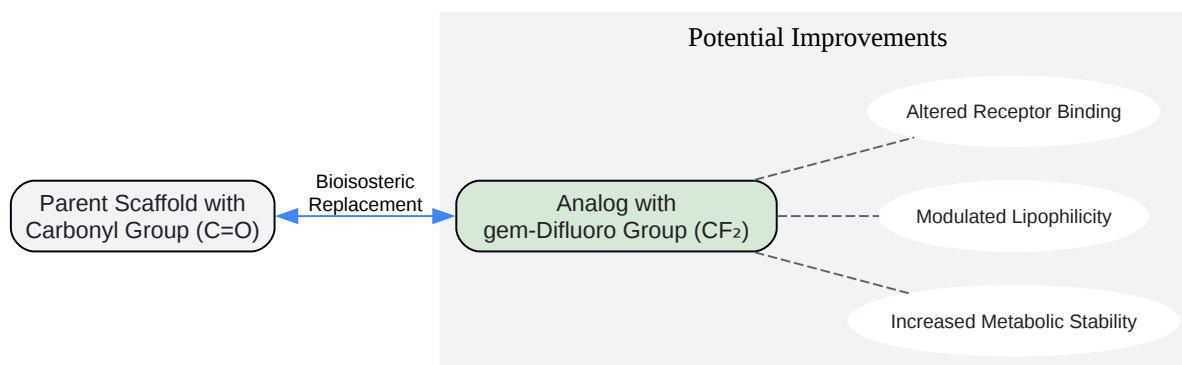 Potential Improvements
Altered Receptor Binding
Bioisosteric
Replacement
Parent Scaffold with
Carbonyl Group (C=O)
Analog with
gem-Difluoro Group (CF₂)
Modulated Lipophilicity
Increased Metabolic Stability